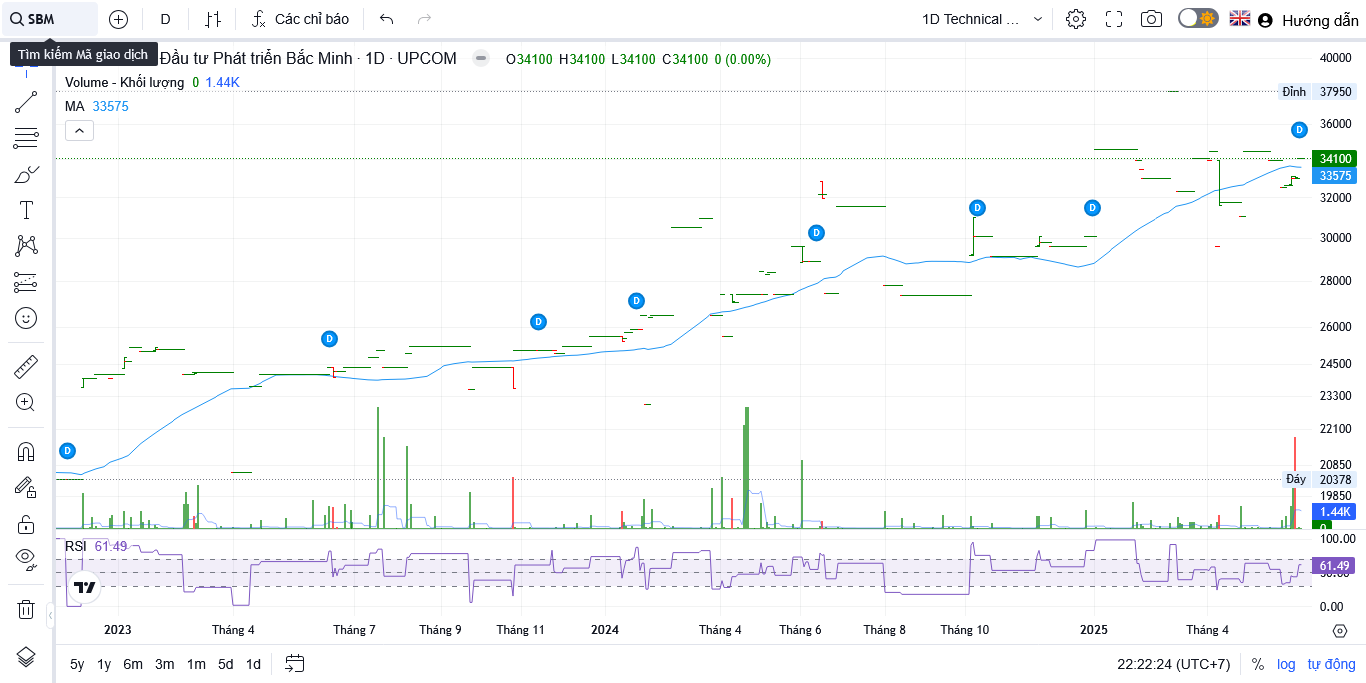 SBM
D
Các chỉ báo
1D Technical ...
Hướng dẫn
Tìm kiếm Mã giao dịch
Đầu tư Phát triển Bắc Minh · 1D · UPCOM
O34100 H34100 L34100 C34100 0 (0.00%)
Volume - Khối lượng 0 1.44K
MA 33575
40000
Đỉnh 37950
36000
D
34100
33575
32000
D
D
D
30000
28000
D
D
D
26000
24500
23300
22100
D
20850
Đáy 20378
19850
1.44K
0
RSI 61.49
100.00
61.49
50.00
0.00
2023
Tháng 4
Tháng 7
Tháng 9
Tháng 11
2024
Tháng 4
Tháng 6
Tháng 8
Tháng 10
2025
Tháng 4
5y 1y 6m 3m 1m 5d 1d
22:22:24 (UTC+7)
% log tự động